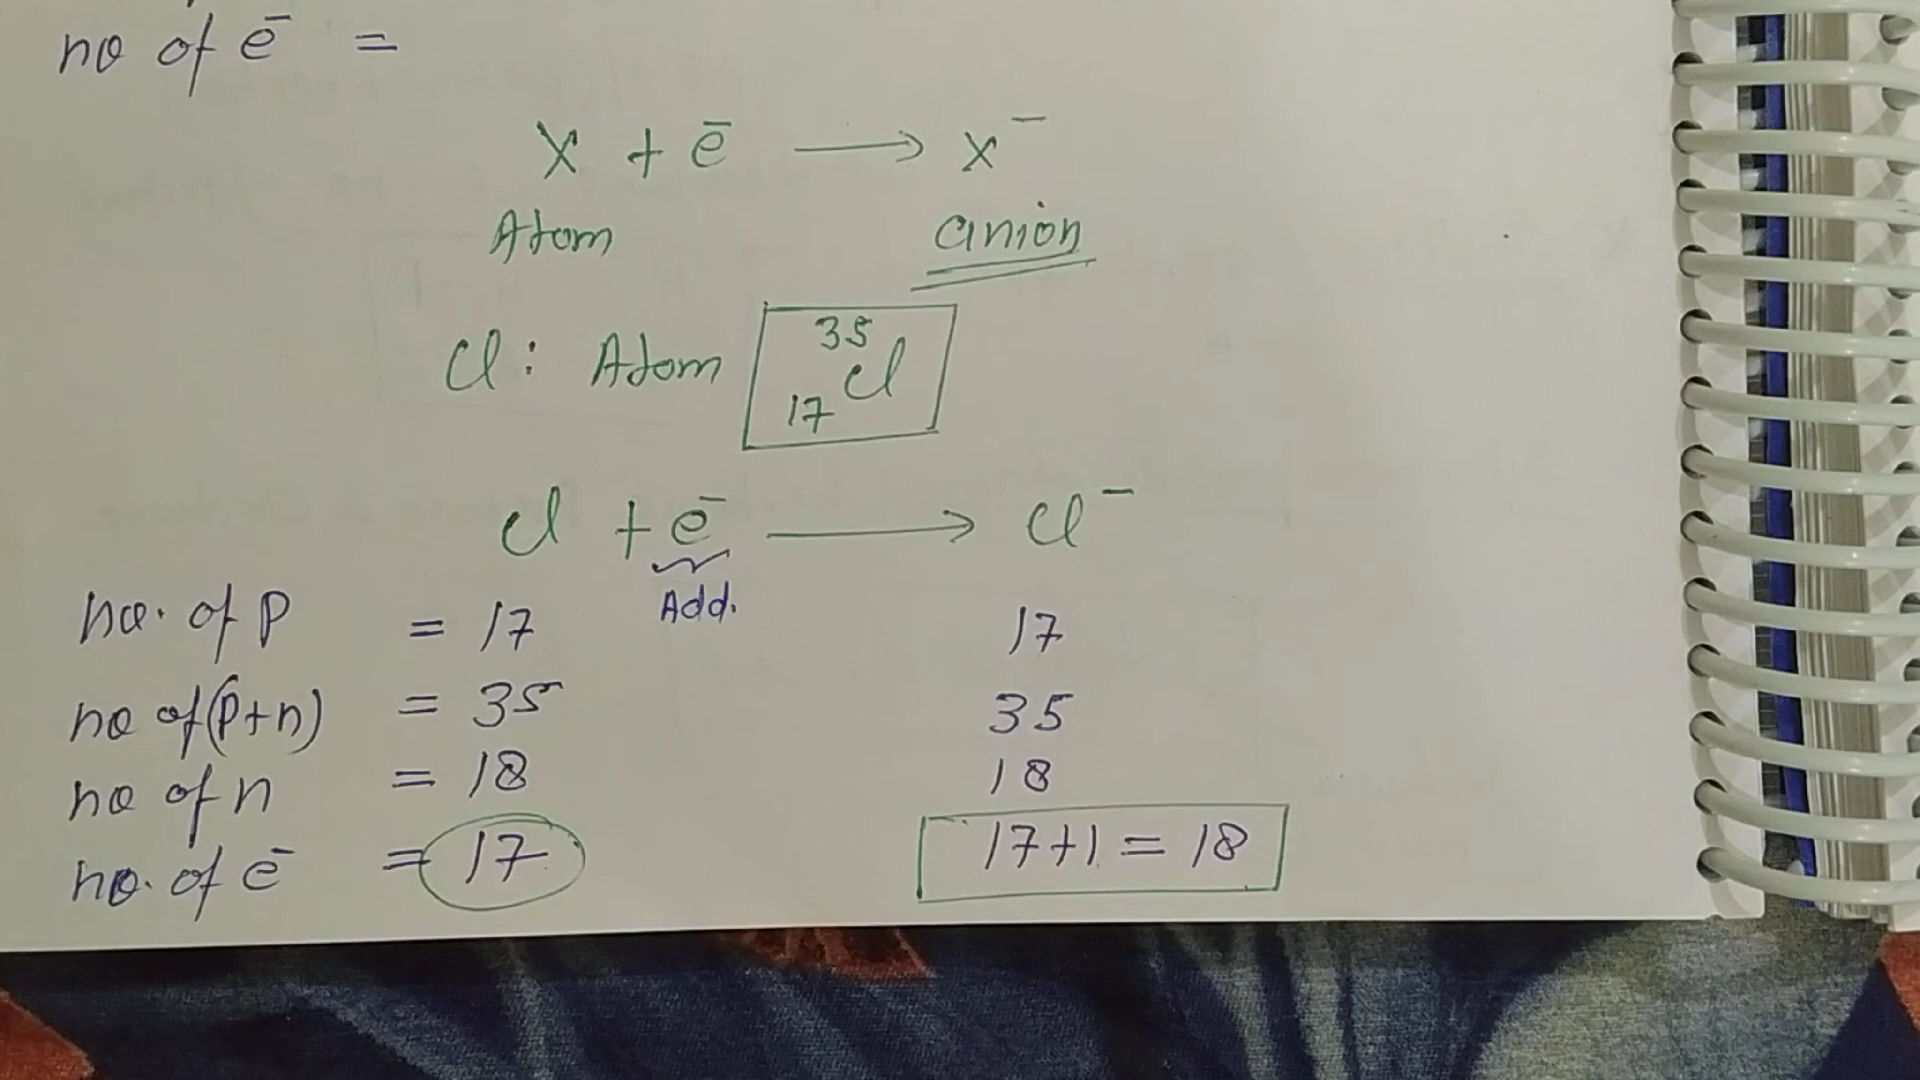 no of e⁻ =
X + e⁻ ⟶ x⁻
Atom anion
Cl : Atom ³⁵₁₇Cl
Cl + e⁻ ⟶ Cl⁻
Add.
no. of P = 17 17
no of (P+n) = 35 35
no of n = 18 18
no. of e⁻ = 17 17+1 = 18